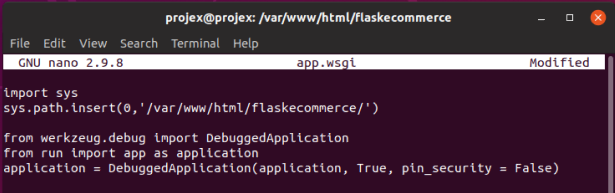 projex@projex: /var/www/html/flaskecommerce
File Edit View Search Terminal Help
GNU nano 2.9.8 app.wsgi Modified
import sys
sys.path.insert(0,'/var/www/html/flaskecommerce/')
from werkzeug.debug import DebuggedApplication
from run import app as application
application = DebuggedApplication(application, True, pin_security = False)